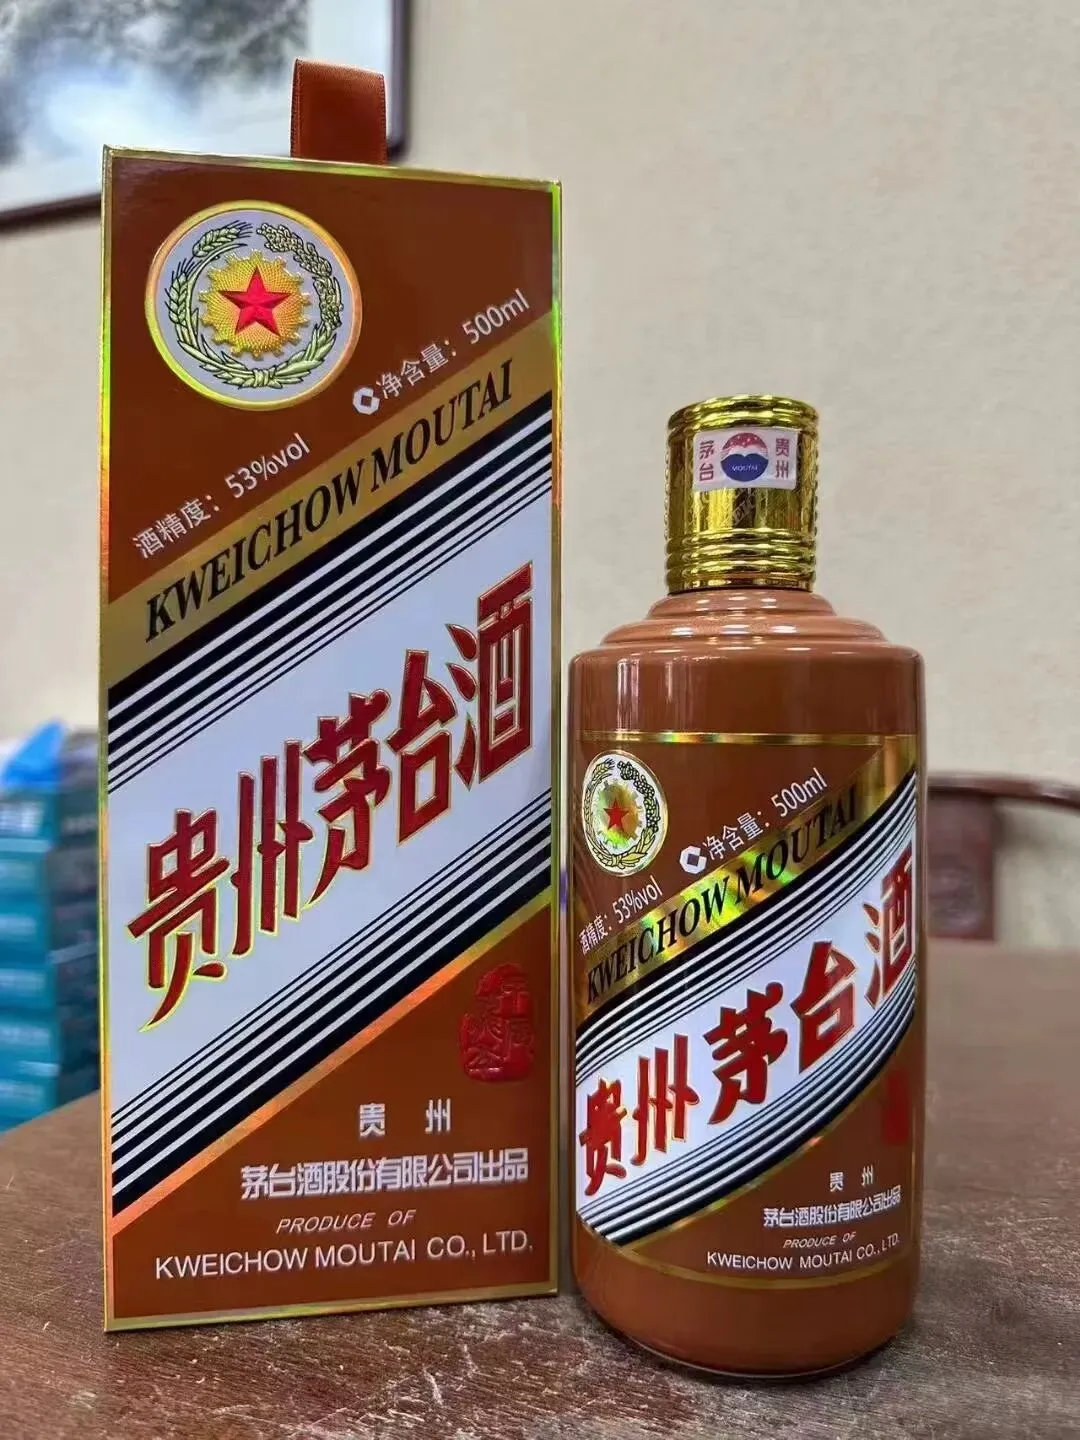 净含量：500ml
酒精度：53%vol
KWEICHOW MOUTAI
贵州茅台酒
贵 州
茅台酒股份有限公司出品
PRODUCE OF
KWEICHOW MOUTAI CO., LTD.
茅台
MOUTAI
贵州
净含量：500ml
酒精度：53%vol
KWEICHOW MOUTAI
贵州茅台酒
贵 州
茅台酒股份有限公司出品
PRODUCE OF
KWEICHOW MOUTAI CO., LTD.